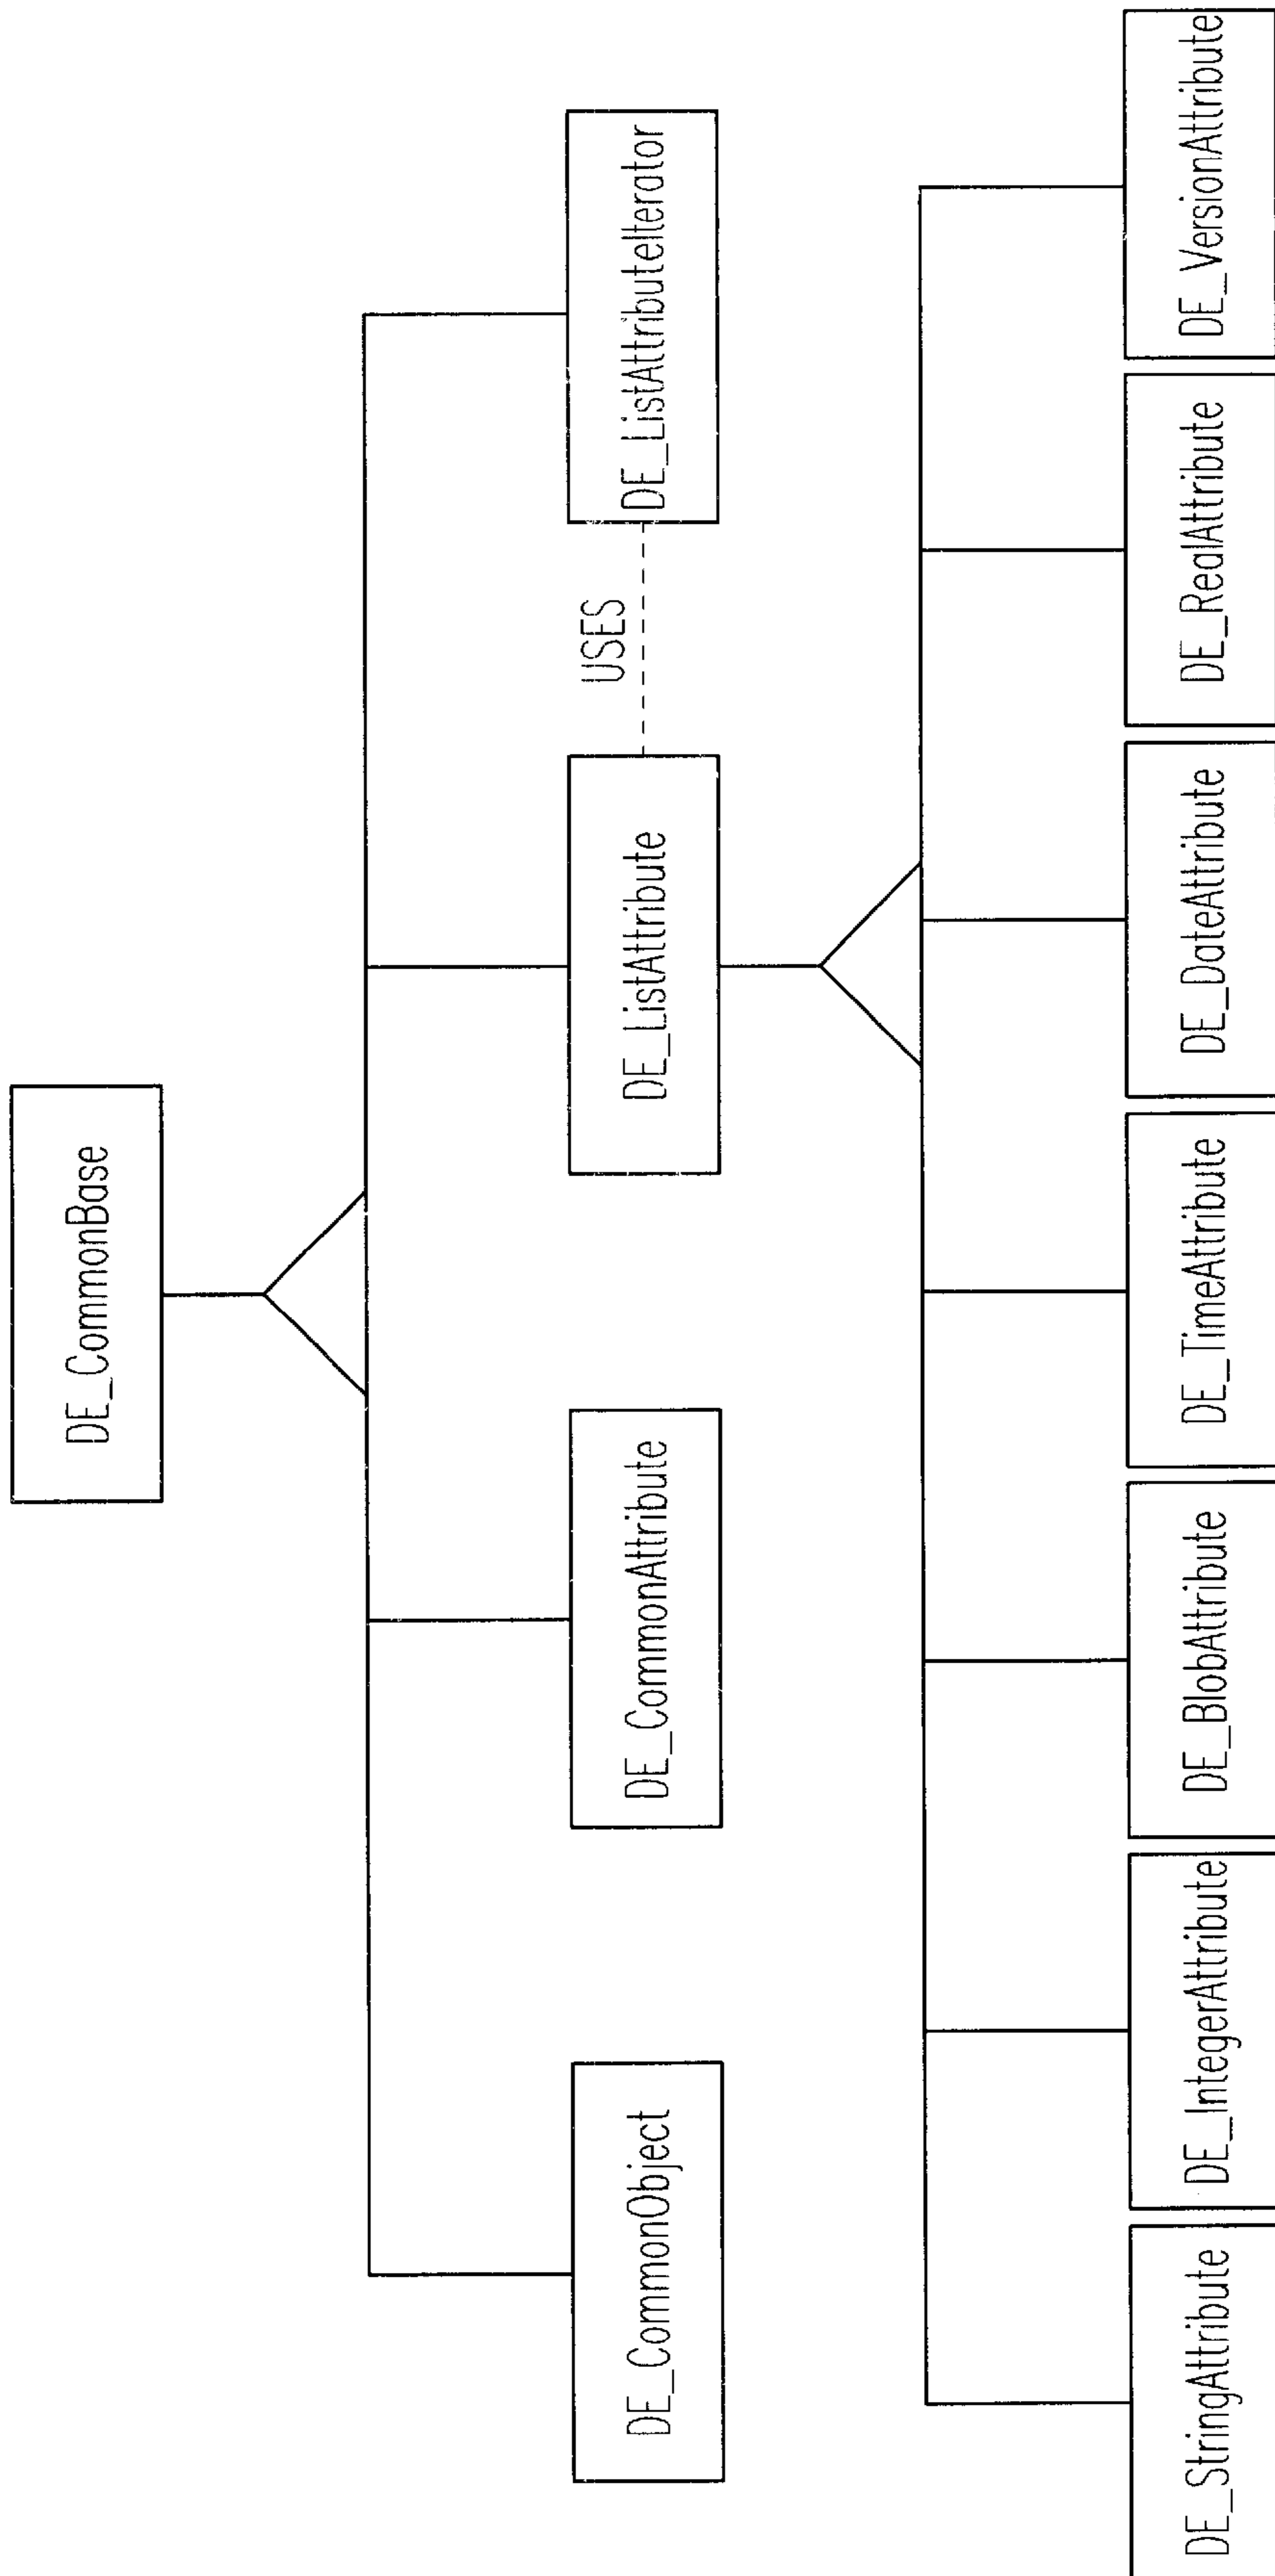 DE_CommonBase
DE_CommonObject
DE_CommonAttribute
DE_ListAttribute
USES
DE_ListAttributeIterator
DE_StringAttribute
DE_IntegerAttribute
DE_BlobAttribute
DE_TimeAttribute
DE_DateAttribute
DE_RealAttribute
DE_VersionAttribute